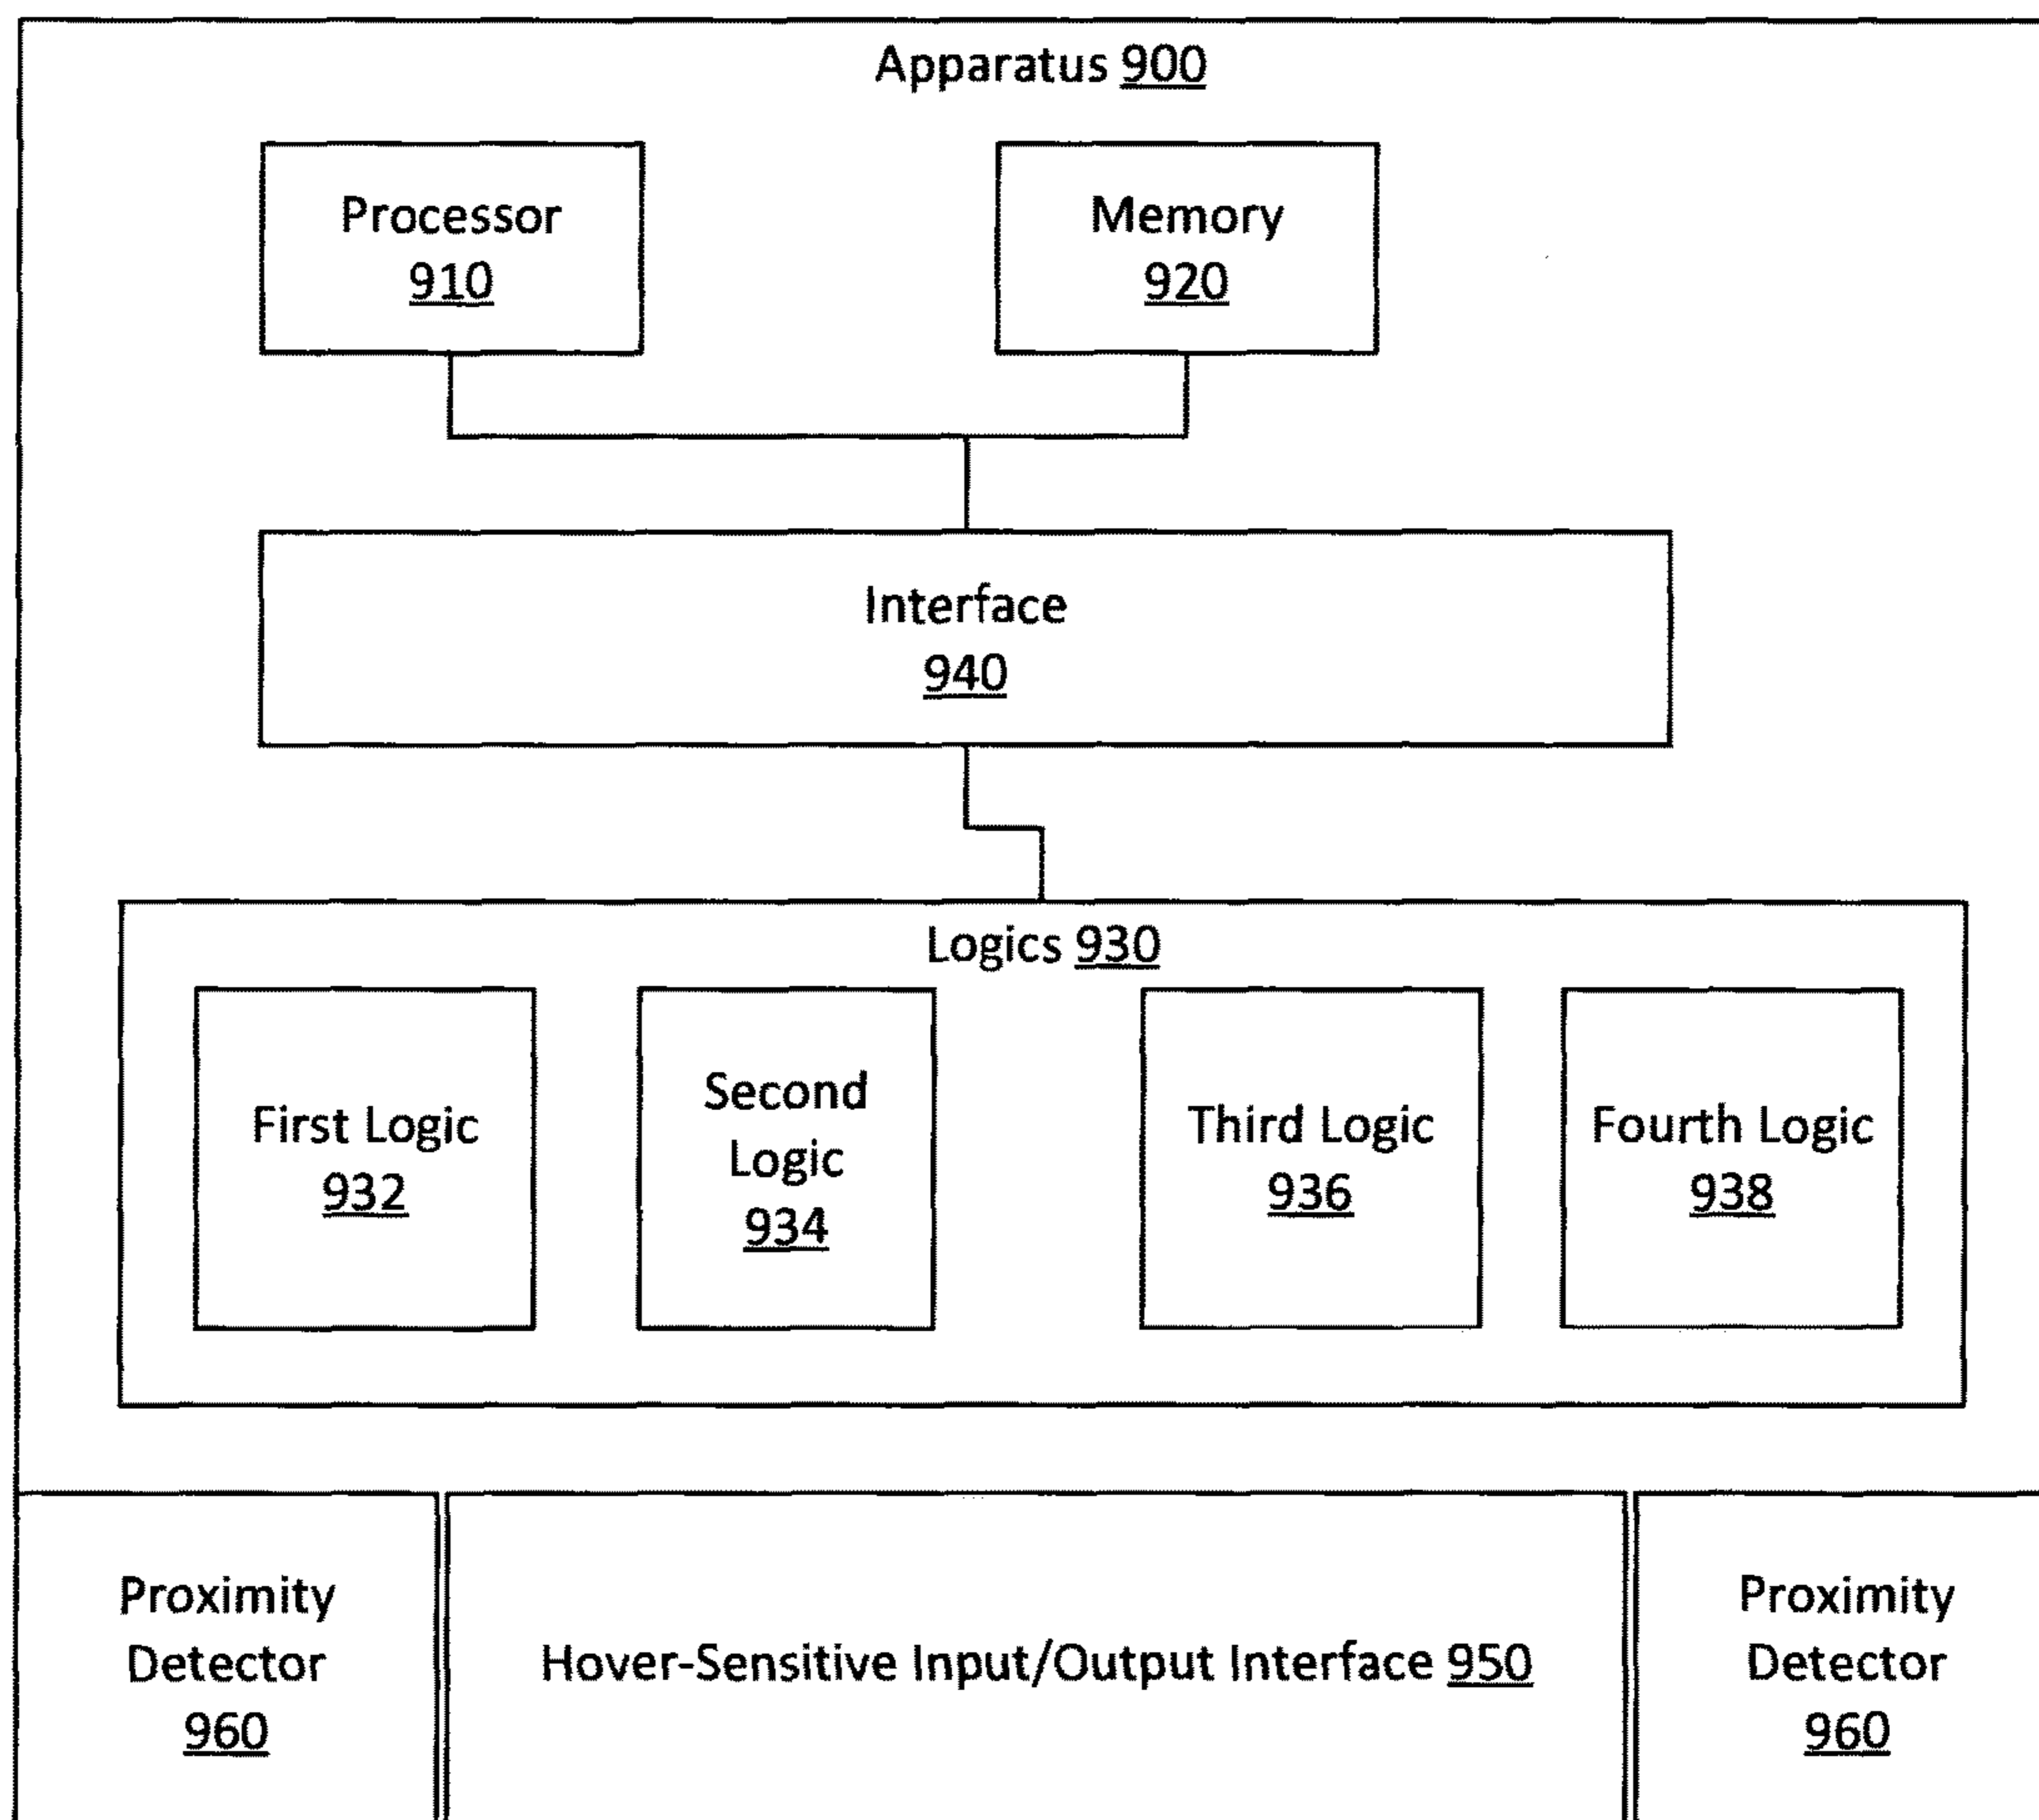 Apparatus 900
Processor
910
Memory
920
Interface
940
Logics 930
First Logic
932
Second
Logic
934
Third Logic
936
Fourth Logic
938
Proximity
Detector
960
Hover-Sensitive Input/Output Interface 950
Proximity
Detector
960